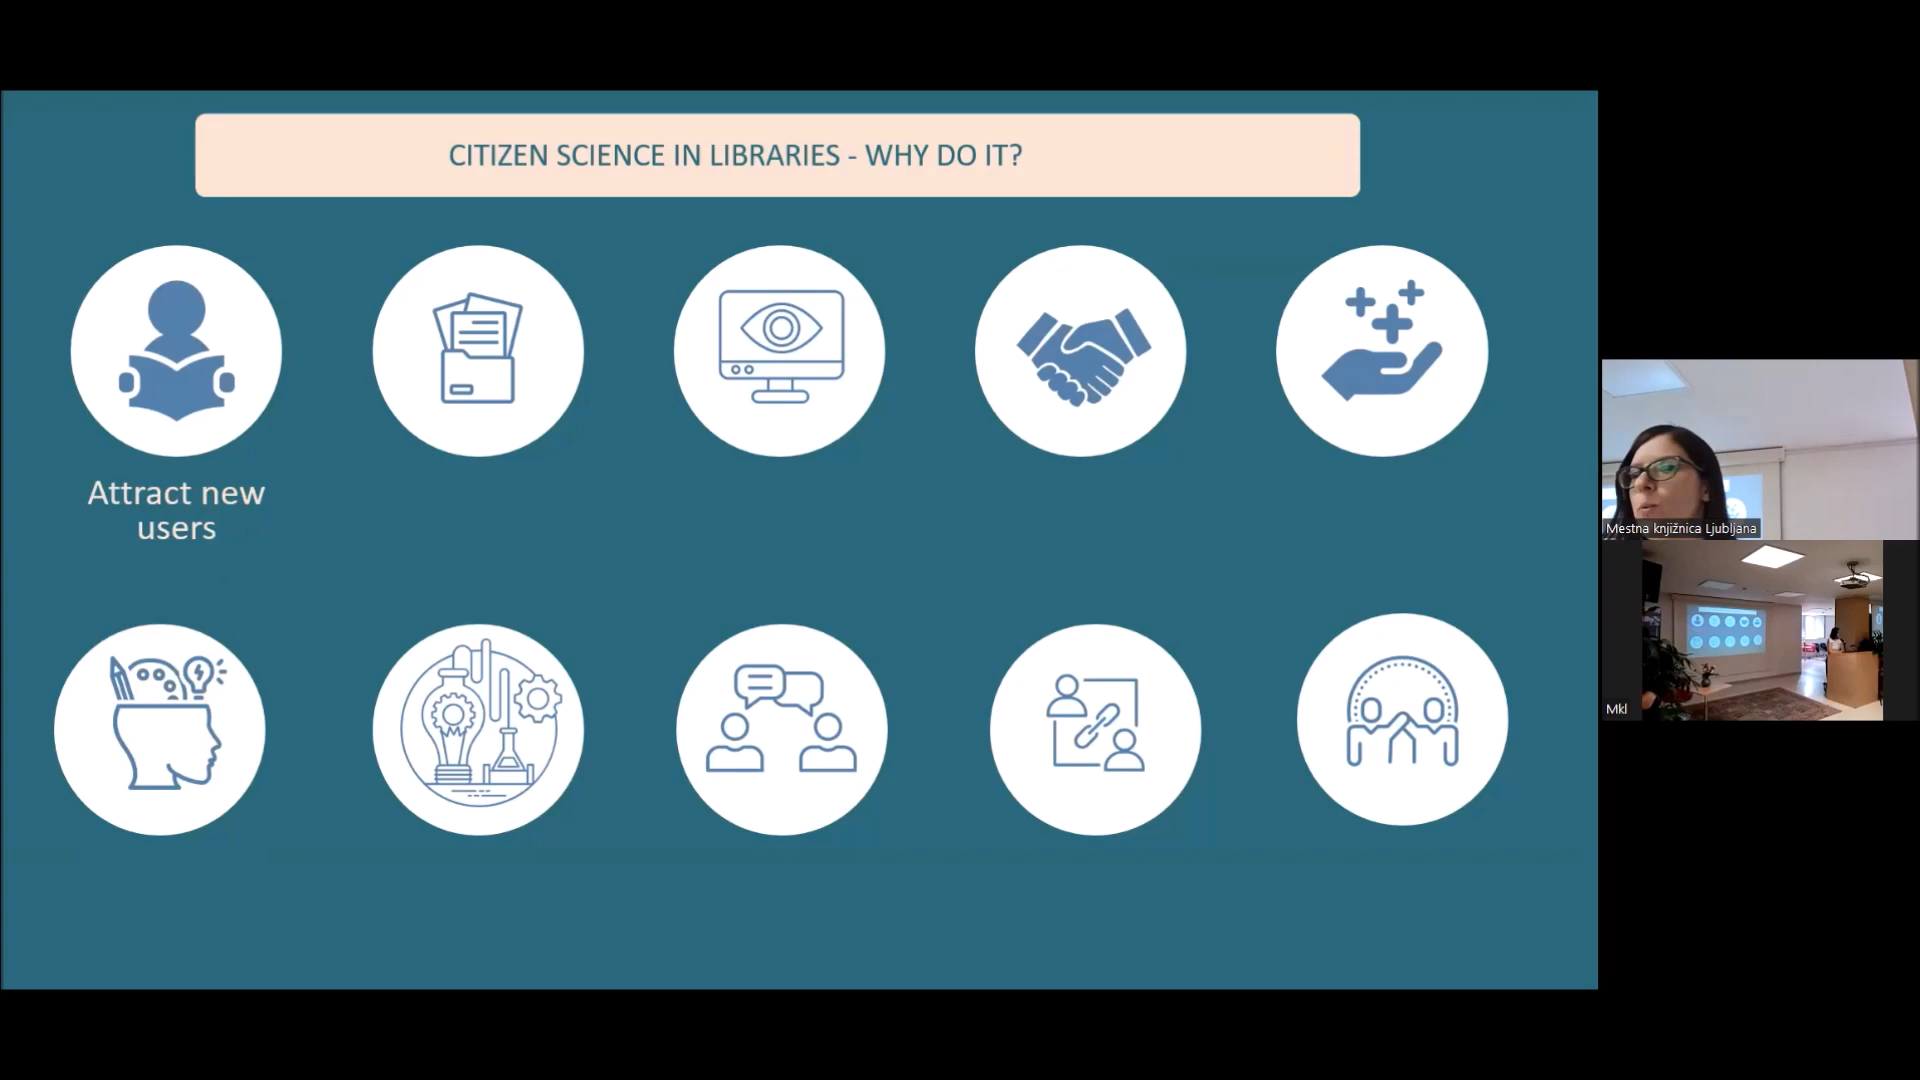 CITIZEN SCIENCE IN LIBRARIES - WHY DO IT?
Attract new
users
Mestna knjižnica Ljubljana
Mkl